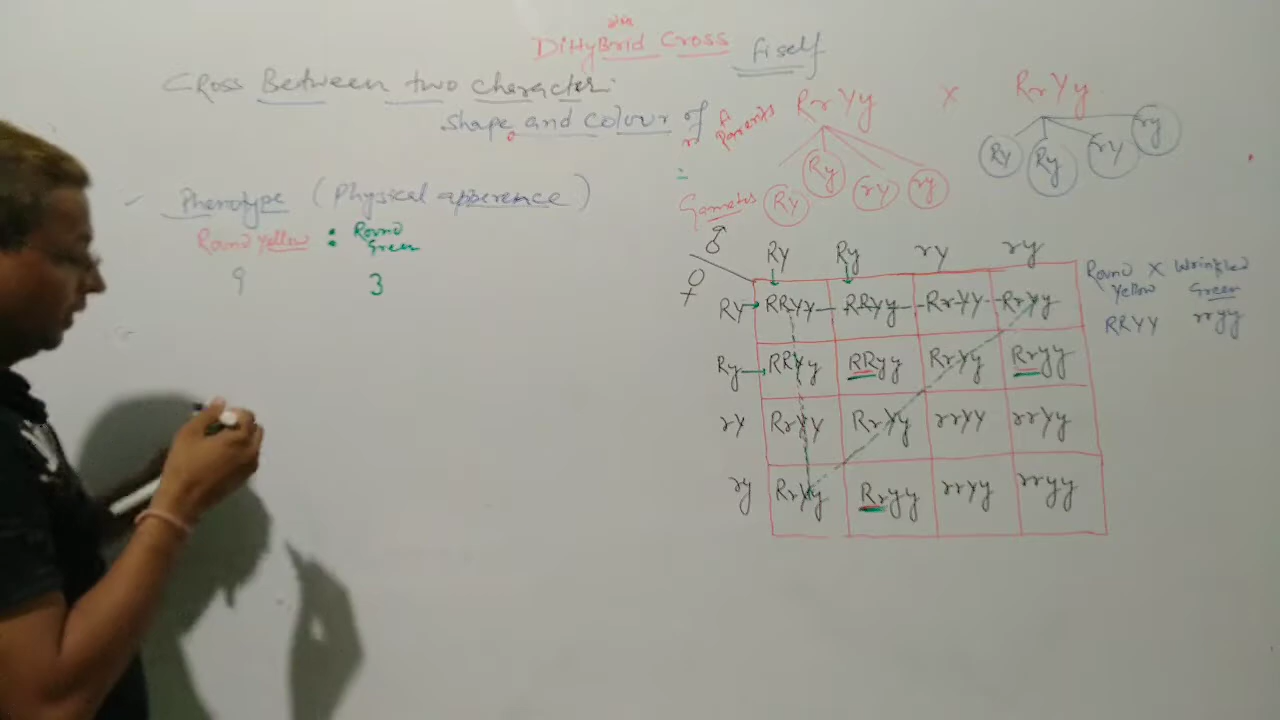 DiHyBrid Cross
CRoss Between two character
shape and colour of
Phenotype (Physical apperence)
Round yellow : Round
Green
9 3
Parents RrYy X RrYy
Gametes Ry Ry ry ry
Ry Ry rY ry
♂
♀
RY Ry rY ry
RY RRYY RRYy RrYY RrYy
Ry RRYy RRyy RrYy Rryy
rY RrYY RrYy rrYY rrYy
ry RrYy Rryy rrYy rryy
Round X Wrinkled
Yellow Green
RRYY rryy